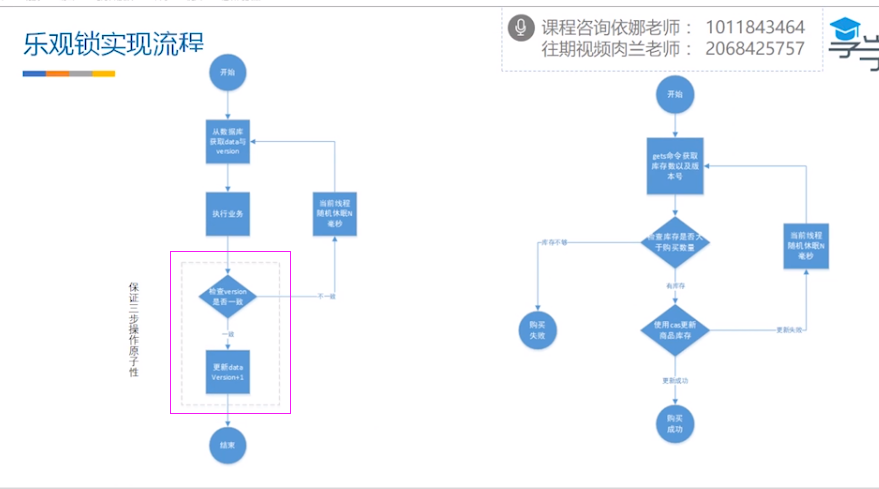 乐观锁实现流程
课程咨询依娜老师： 1011843464
往期视频肉兰老师： 2068425757
开始
从数据库
获取data与
version
执行业务
当前线程
随机休眠N
毫秒
检查version
是否一致
不一致
一致
更新data
Version+1
结束
保证三步操作原子性
开始
gets命令获取
库存数以及版
本号
检查库存是否大
于购买数量
库存不够
有库存
当前线程
随机休眠N
毫秒
购买
失败
使用cas更新
商品库存
更新失败
更新成功
购买
成功